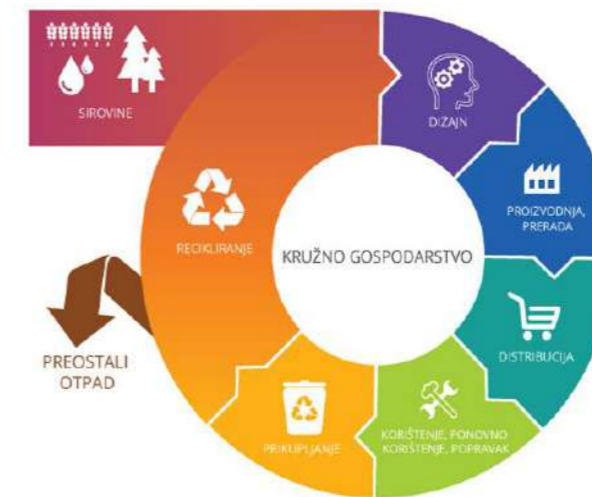 SIROVINE
DIZAJN
PROIZVODNJA,
PRERADA
RECIKLIRANJE
KRUŽNO GOSPODARSTVO
DISTRIBUCIJA
PREOSTALI
OTPAD
PRIKUPLJANJE
KORIŠTENJE, PONOVNO
KORIŠTENJE, POPRAVAK